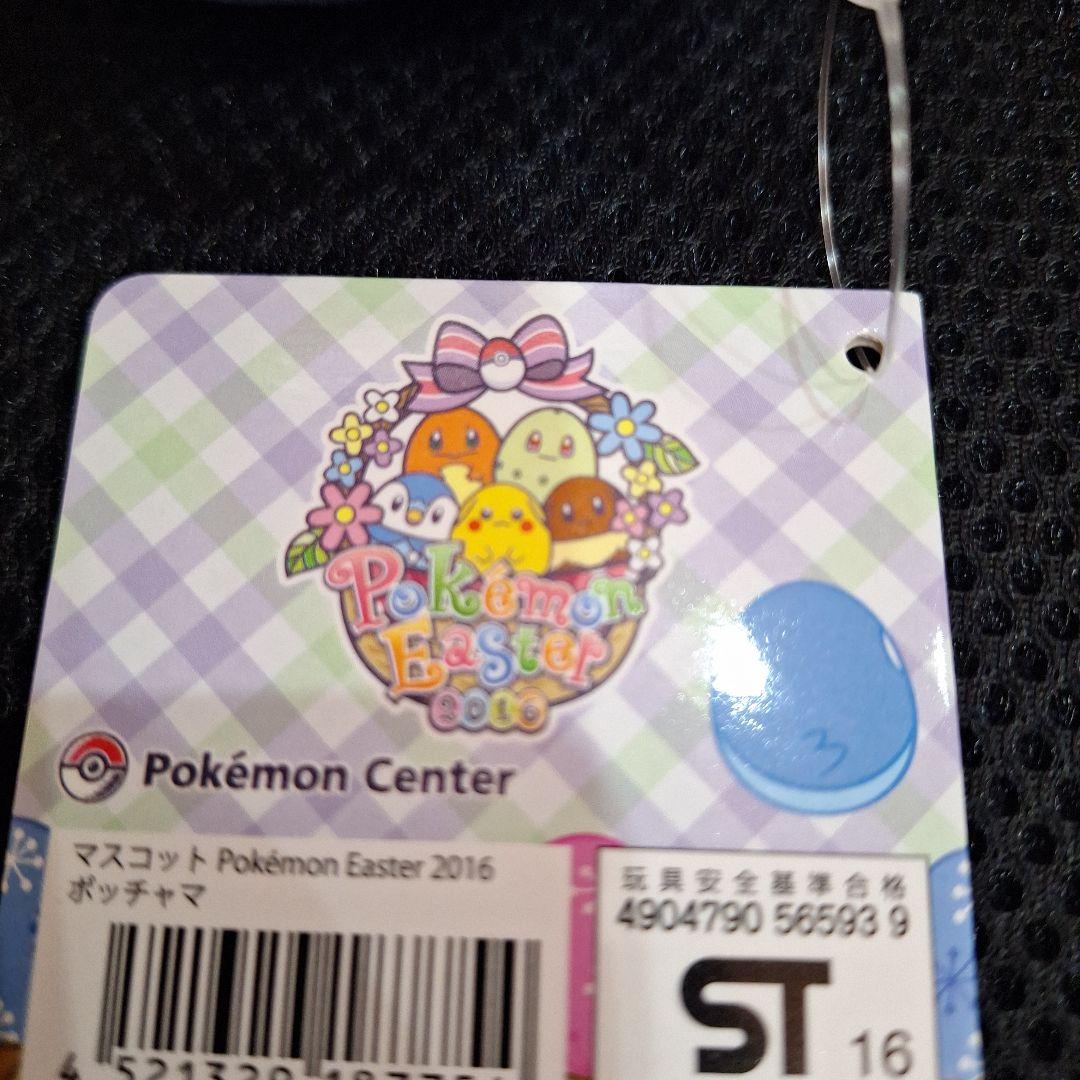 Pokémon
Easter
2016
Pokémon Center
マスコット Pokémon Easter 2016
ポッチャマ
玩具安全基準合格
4904790 56593 9
ST
16